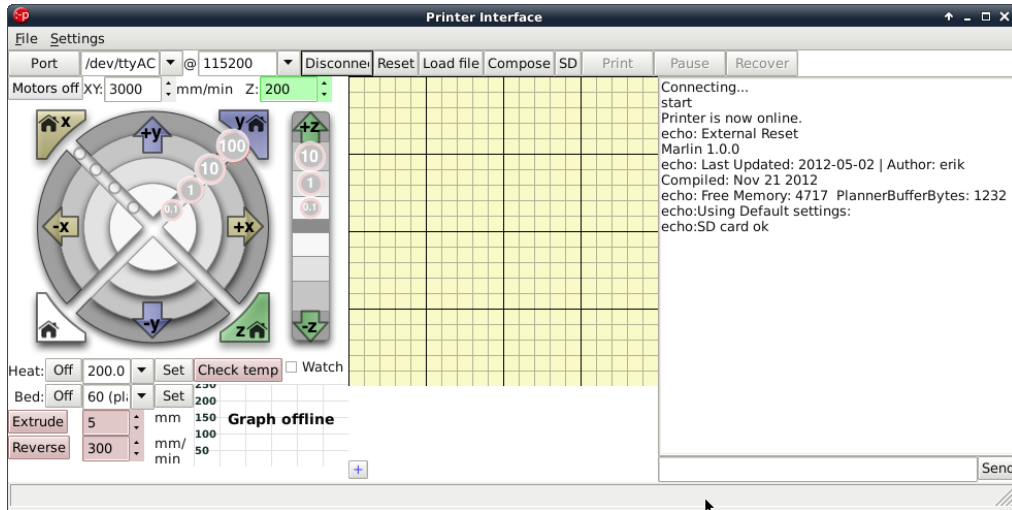 Printer Interface
File Settings
Port /dev/ttyAC @ 115200 Disconne Reset Load file Compose SD Print Pause Recover
Motors off XY: 3000 mm/min Z: 200
x +y y +z
100
10 10
1 1
0.1 0.1
-x +x
-y z -z
Heat: Off 200.0 Set Check temp Watch
Bed: Off 60 (pla Set
Extrude 5 mm
Reverse 300 mm/
min
250
200
150 Graph offline
100
50
+
Connecting...
start
Printer is now online.
echo: External Reset
Marlin 1.0.0
echo: Last Updated: 2012-05-02 | Author: erik
Compiled: Nov 21 2012
echo: Free Memory: 4717 PlannerBufferBytes: 1232
echo:Using Default settings:
echo:SD card ok
Send